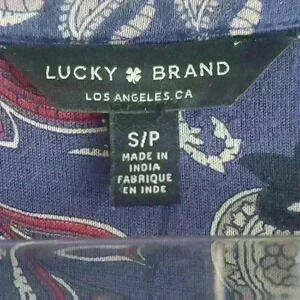 LUCKY BRAND
LOS ANGELES, CA
S/P
MADE IN
INDIA
FABRIQUE
EN INDE